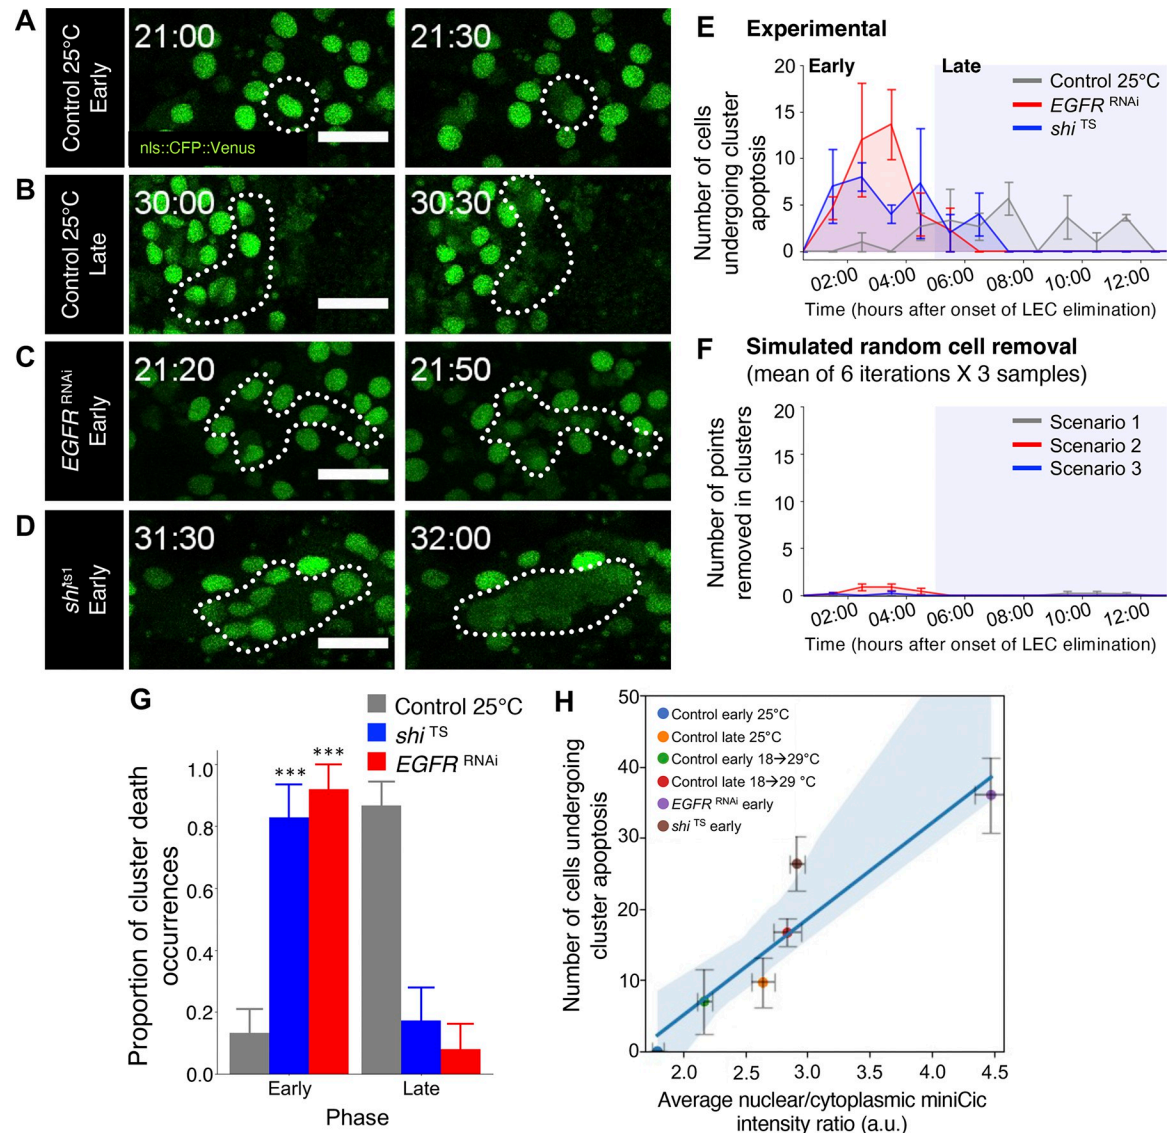 A
Control 25°C
Early
21:00
21:30
nls::CFP::Venus
B
Control 25°C
Late
30:00
30:30
C
EGFR RNAi
Early
21:20
21:50
D
shi ts1
Early
31:30
32:00
E Experimental
Early
Late
Control 25°C
EGFR RNAi
shi TS
Number of cells
undergoing cluster
apoptosis
20
15
10
5
0
02:00 04:00 06:00 08:00 10:00 12:00
Time (hours after onset of LEC elimination)
F Simulated random cell removal
(mean of 6 iterations X 3 samples)
Scenario 1
Scenario 2
Scenario 3
Number of points
removed in clusters
20
15
10
5
0
02:00 04:00 06:00 08:00 10:00 12:00
Time (hours after onset of LEC elimination)
G
Control 25°C
shi TS
EGFR RNAi
Proportion of cluster death
occurrences
1.0
0.8
0.6
0.4
0.2
0.0
***
***
Early Late
Phase
H
Control early 25°C
Control late 25°C
Control early 18→29°C
Control late 18→29 °C
EGFR RNAi early
shi TS early
Number of cells undergoing
cluster apoptosis
50
40
30
20
10
0
2.0 2.5 3.0 3.5 4.0 4.5
Average nuclear/cytoplasmic miniCic
intensity ratio (a.u.)